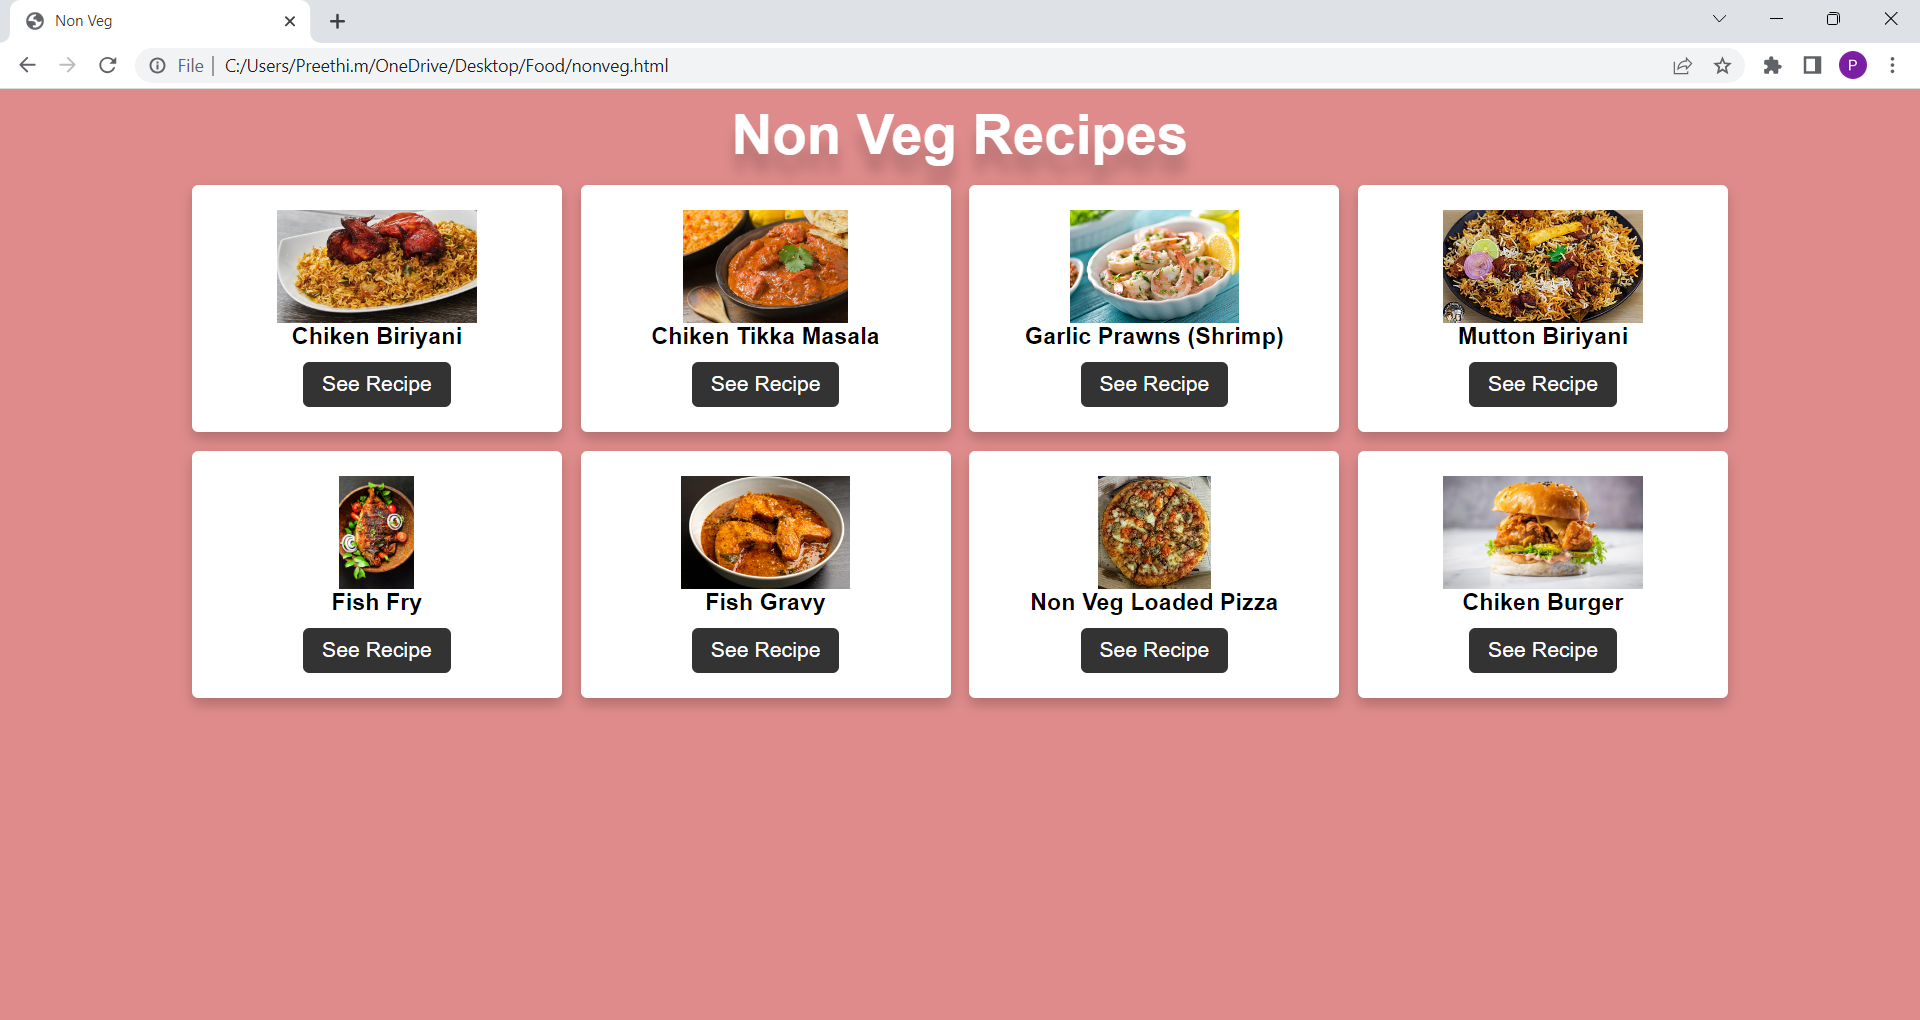 Non Veg
File C:/Users/Preethi.m/OneDrive/Desktop/Food/nonveg.html
P
Non Veg Recipes
Chiken Biriyani
See Recipe
Chiken Tikka Masala
See Recipe
Garlic Prawns (Shrimp)
See Recipe
Mutton Biriyani
See Recipe
Fish Fry
See Recipe
Fish Gravy
See Recipe
Non Veg Loaded Pizza
See Recipe
Chiken Burger
See Recipe